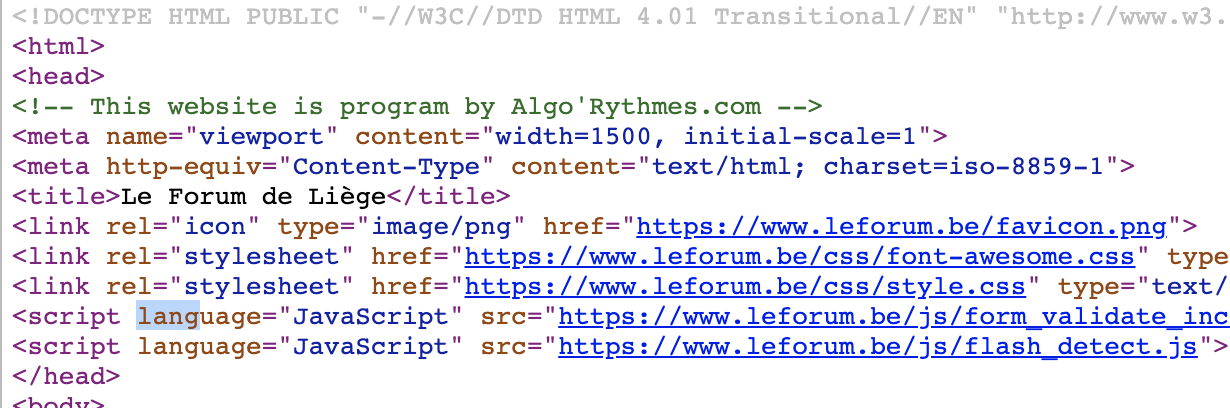 <!DOCTYPE HTML PUBLIC "-//W3C//DTD HTML 4.01 Transitional//EN" "http://www.w3.
<html>
<head>
<!-- This website is program by Algo'Rythmes.com -->
<meta name="viewport" content="width=1500, initial-scale=1">
<meta http-equiv="Content-Type" content="text/html; charset=iso-8859-1">
<title>Le Forum de Liège</title>
<link rel="icon" type="image/png" href="https://www.leforum.be/favicon.png">
<link rel="stylesheet" href="https://www.leforum.be/css/font-awesome.css" type
<link rel="stylesheet" href="https://www.leforum.be/css/style.css" type="text/
<script language="JavaScript" src="https://www.leforum.be/js/form_validate_inc
<script language="JavaScript" src="https://www.leforum.be/js/flash_detect.js">
</head>
<body>